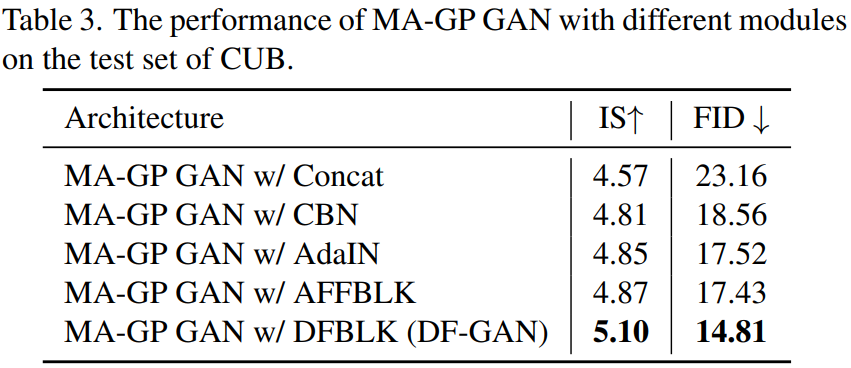 Table 3. The performance of MA-GP GAN with different modules
on the test set of CUB.
Architecture IS↑ FID ↓
MA-GP GAN w/ Concat 4.57 23.16
MA-GP GAN w/ CBN 4.81 18.56
MA-GP GAN w/ AdaIN 4.85 17.52
MA-GP GAN w/ AFFBLK 4.87 17.43
MA-GP GAN w/ DFBLK (DF-GAN) 5.10 14.81